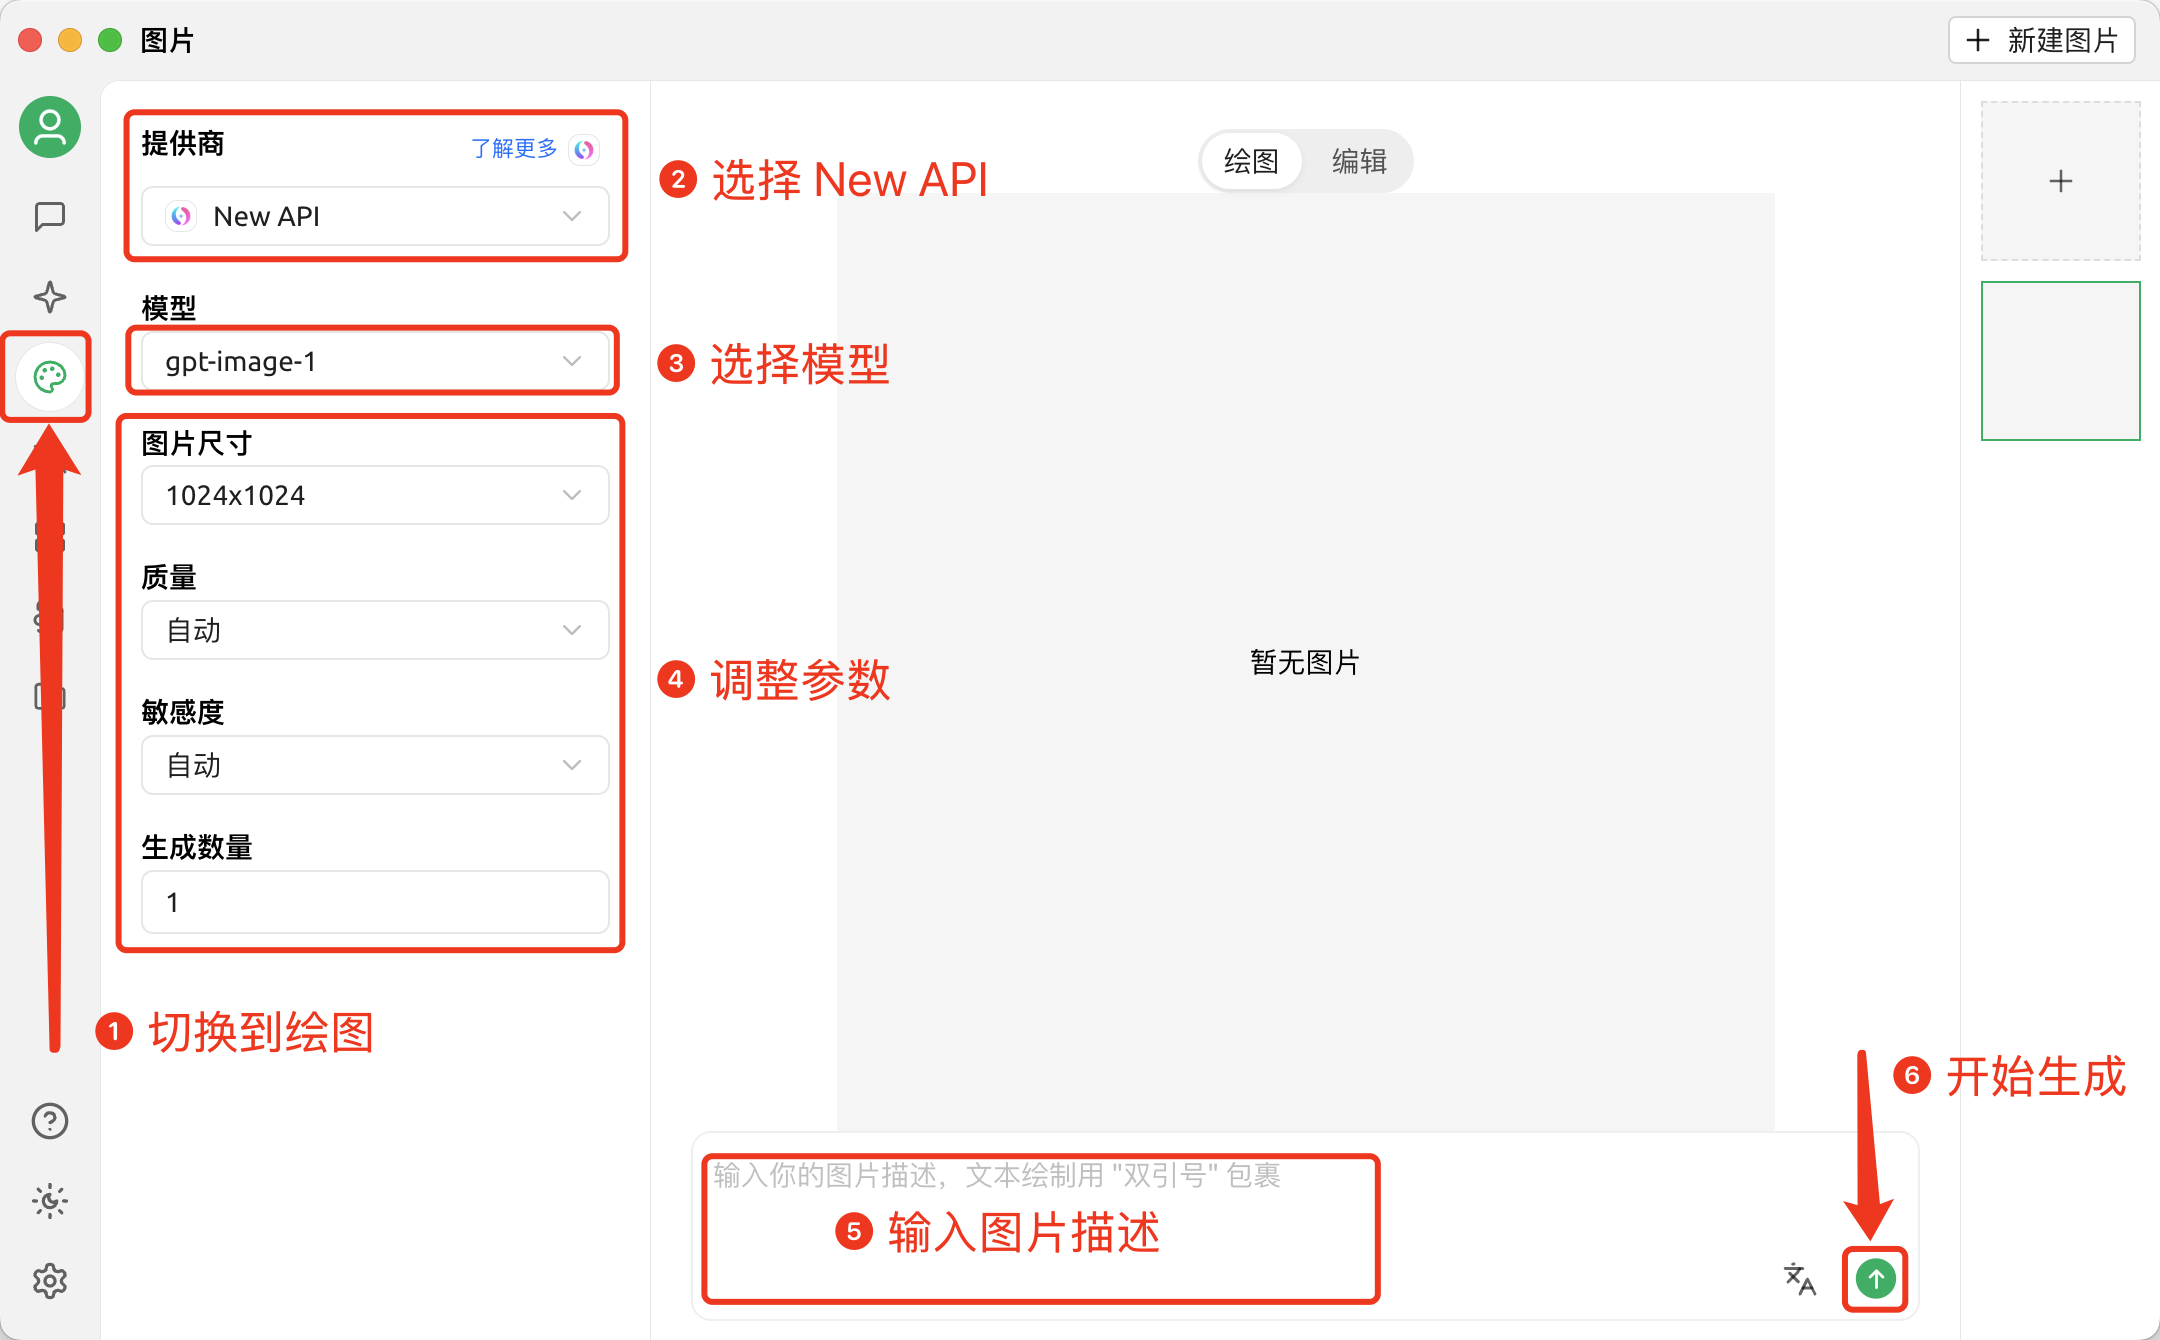 图片
新建图片
提供商
了解更多
New API
模型
gpt-image-1
图片尺寸
1024x1024
质量
自动
敏感度
自动
生成数量
1
1 切换到绘图
2 选择 New API
3 选择模型
4 调整参数
绘图
编辑
暂无图片
输入你的图片描述，文本绘制用 "双引号" 包裹
5 输入图片描述
6 开始生成